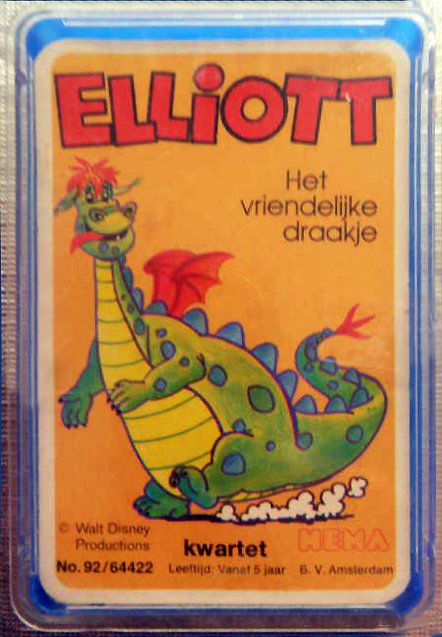 ELLiOTT
Het
vriendelijke
draakje
© Walt Disney
Productions
kwartet
HEMA
No. 92/64422
Leeftijd: Vanaf 5 jaar
B. V. Amsterdam